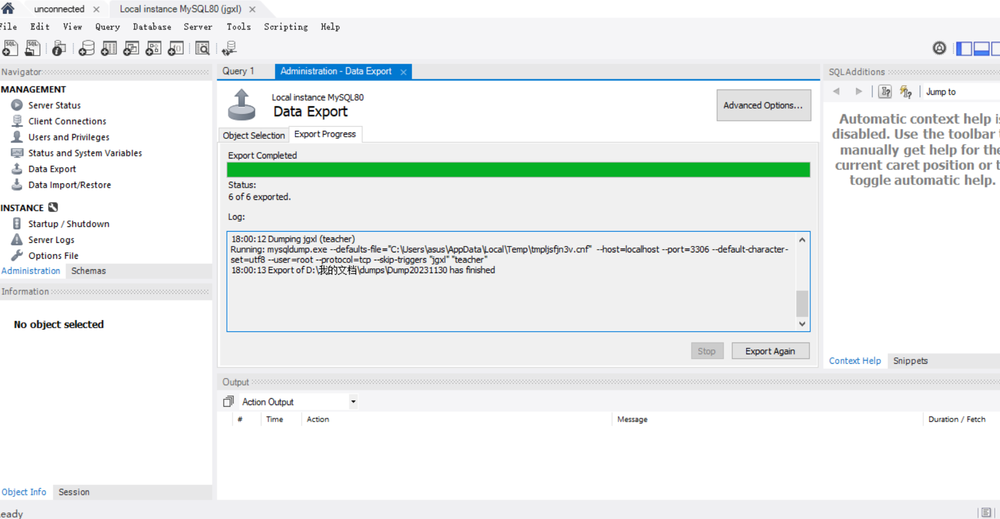 unconnected
Local instance MySQL80 (jgxl)
File Edit View Query Database Server Tools Scripting Help
Navigator
MANAGEMENT
Server Status
Client Connections
Users and Privileges
Status and System Variables
Data Export
Data Import/Restore
INSTANCE
Startup / Shutdown
Server Logs
Options File
Administration Schemas
Information
No object selected
Object Info Session
Query 1
Administration - Data Export
Local instance MySQL80
Data Export
Advanced Options...
Object Selection
Export Progress
Export Completed
Status:
6 of 6 exported.
Log:
18:00:12 Dumping jgxl (teacher)
Running: mysqldump.exe --defaults-file="C:\Users\asus\AppData\Local\Temp\tmpljsfjn3v.cnf" --host=localhost --port=3306 --default-character-
set=utf8 --user=root --protocol=tcp --skip-triggers "jgxl" "teacher"
18:00:13 Export of D:\我的文档\dumps\Dump20231130 has finished
Stop
Export Again
SQLAdditions
Jump to
Automatic context help is
disabled. Use the toolbar t
manually get help for the
current caret position or t
toggle automatic help.
Context Help Snippets
Output
Action Output
# Time Action Message Duration / Fetch
eady